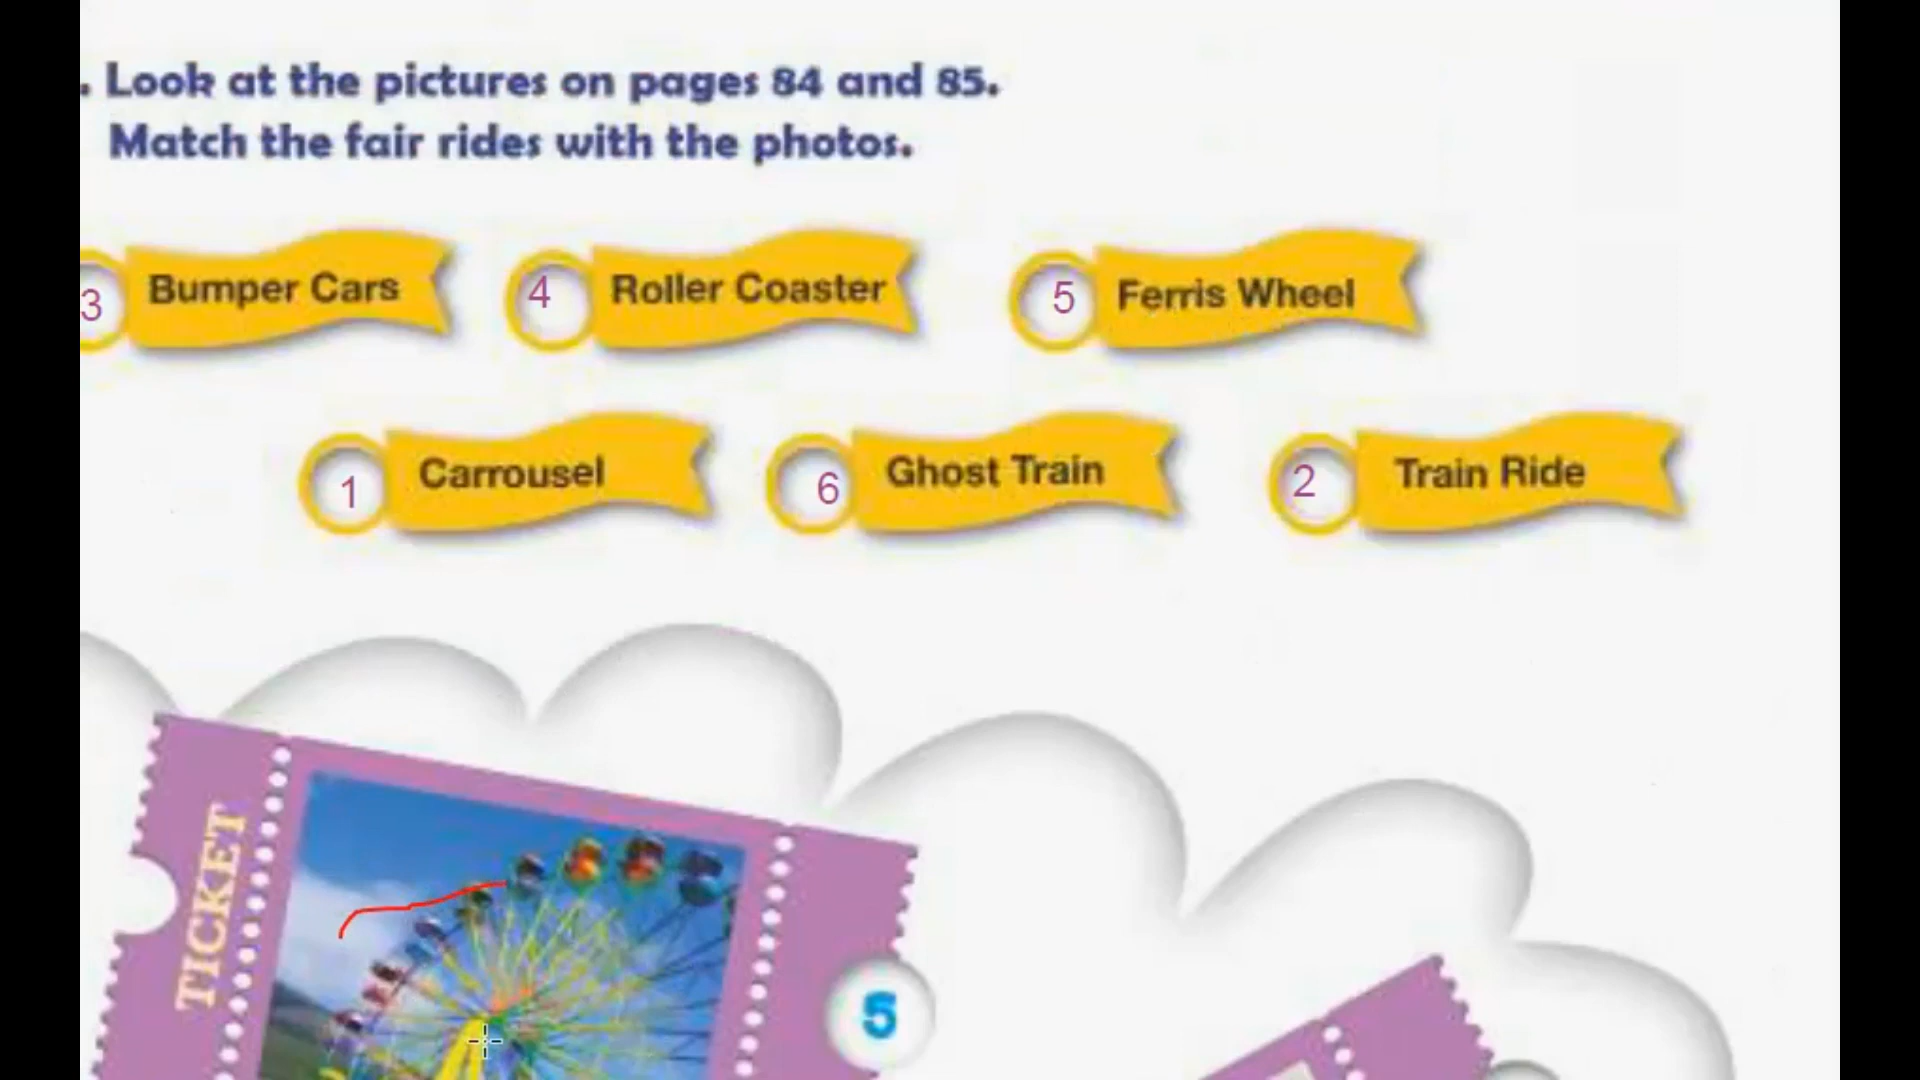 . Look at the pictures on pages 84 and 85.
Match the fair rides with the photos.
3 Bumper Cars 4 Roller Coaster 5 Ferris Wheel
1 Carrousel 6 Ghost Train 2 Train Ride
TICKET
5